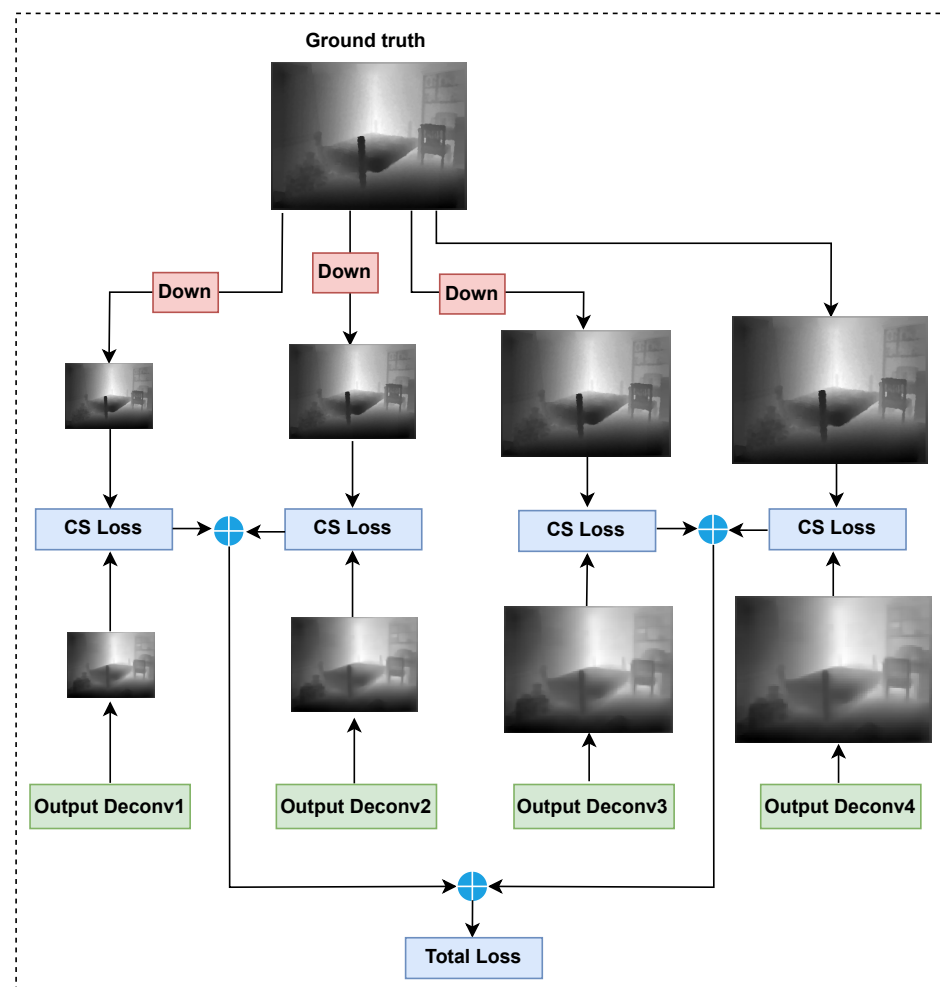 Ground truth
Down
Down
Down
CS Loss
CS Loss
CS Loss
CS Loss
Output Deconv1
Output Deconv2
Output Deconv3
Output Deconv4
Total Loss